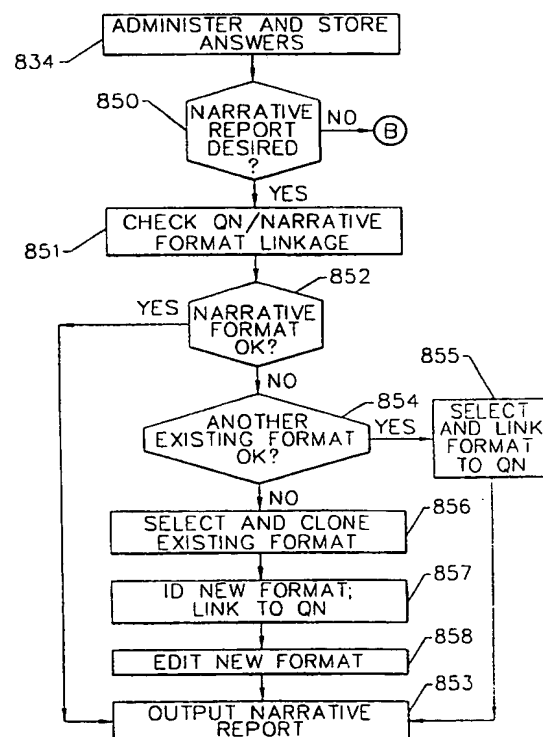 ADMINISTER AND STORE
ANSWERS
834
850
NARRATIVE
REPORT
DESIRED
?
NO
B
YES
CHECK QN/NARRATIVE
FORMAT LINKAGE
851
852
YES
NARRATIVE
FORMAT
OK?
NO
854
ANOTHER
EXISTING FORMAT
OK?
YES
855
SELECT
AND LINK
FORMAT
TO QN
NO
SELECT AND CLONE
EXISTING FORMAT
856
ID NEW FORMAT;
LINK TO QN
857
EDIT NEW FORMAT
858
OUTPUT NARRATIVE
REPORT
853